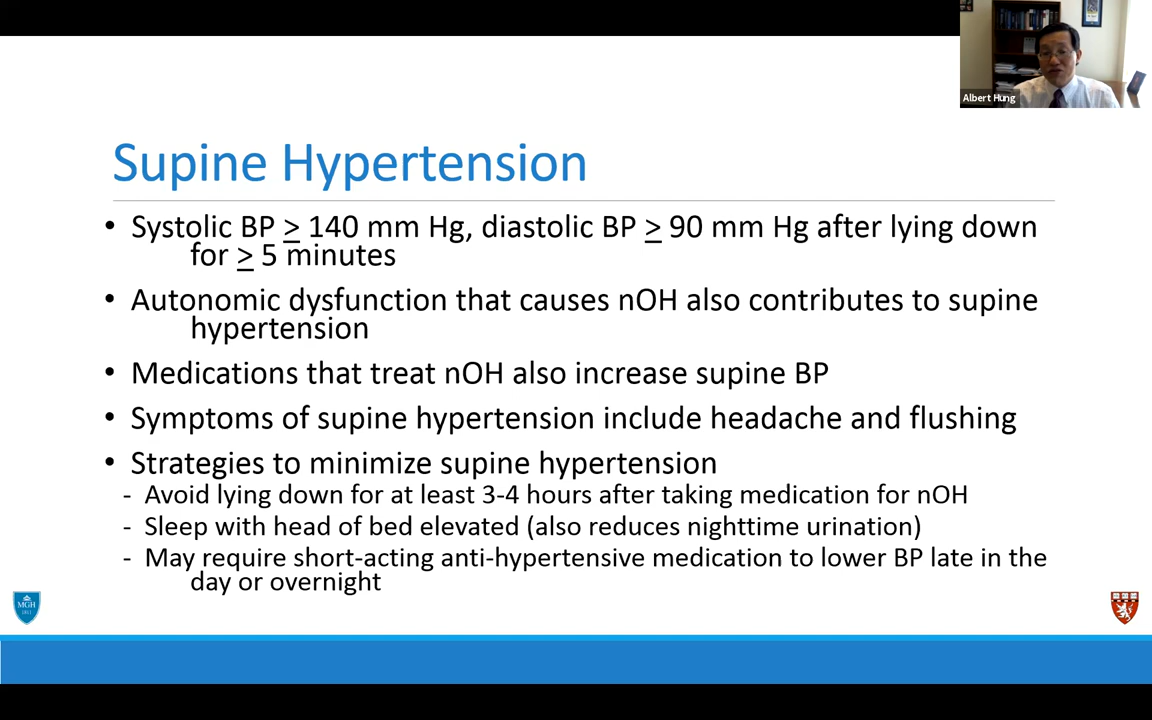 Albert Hung
Supine Hypertension
• Systolic BP ≥ 140 mm Hg, diastolic BP ≥ 90 mm Hg after lying down
for ≥ 5 minutes
• Autonomic dysfunction that causes nOH also contributes to supine
hypertension
• Medications that treat nOH also increase supine BP
• Symptoms of supine hypertension include headache and flushing
• Strategies to minimize supine hypertension
- Avoid lying down for at least 3-4 hours after taking medication for nOH
- Sleep with head of bed elevated (also reduces nighttime urination)
- May require short-acting anti-hypertensive medication to lower BP late in the
day or overnight
MGH
1811